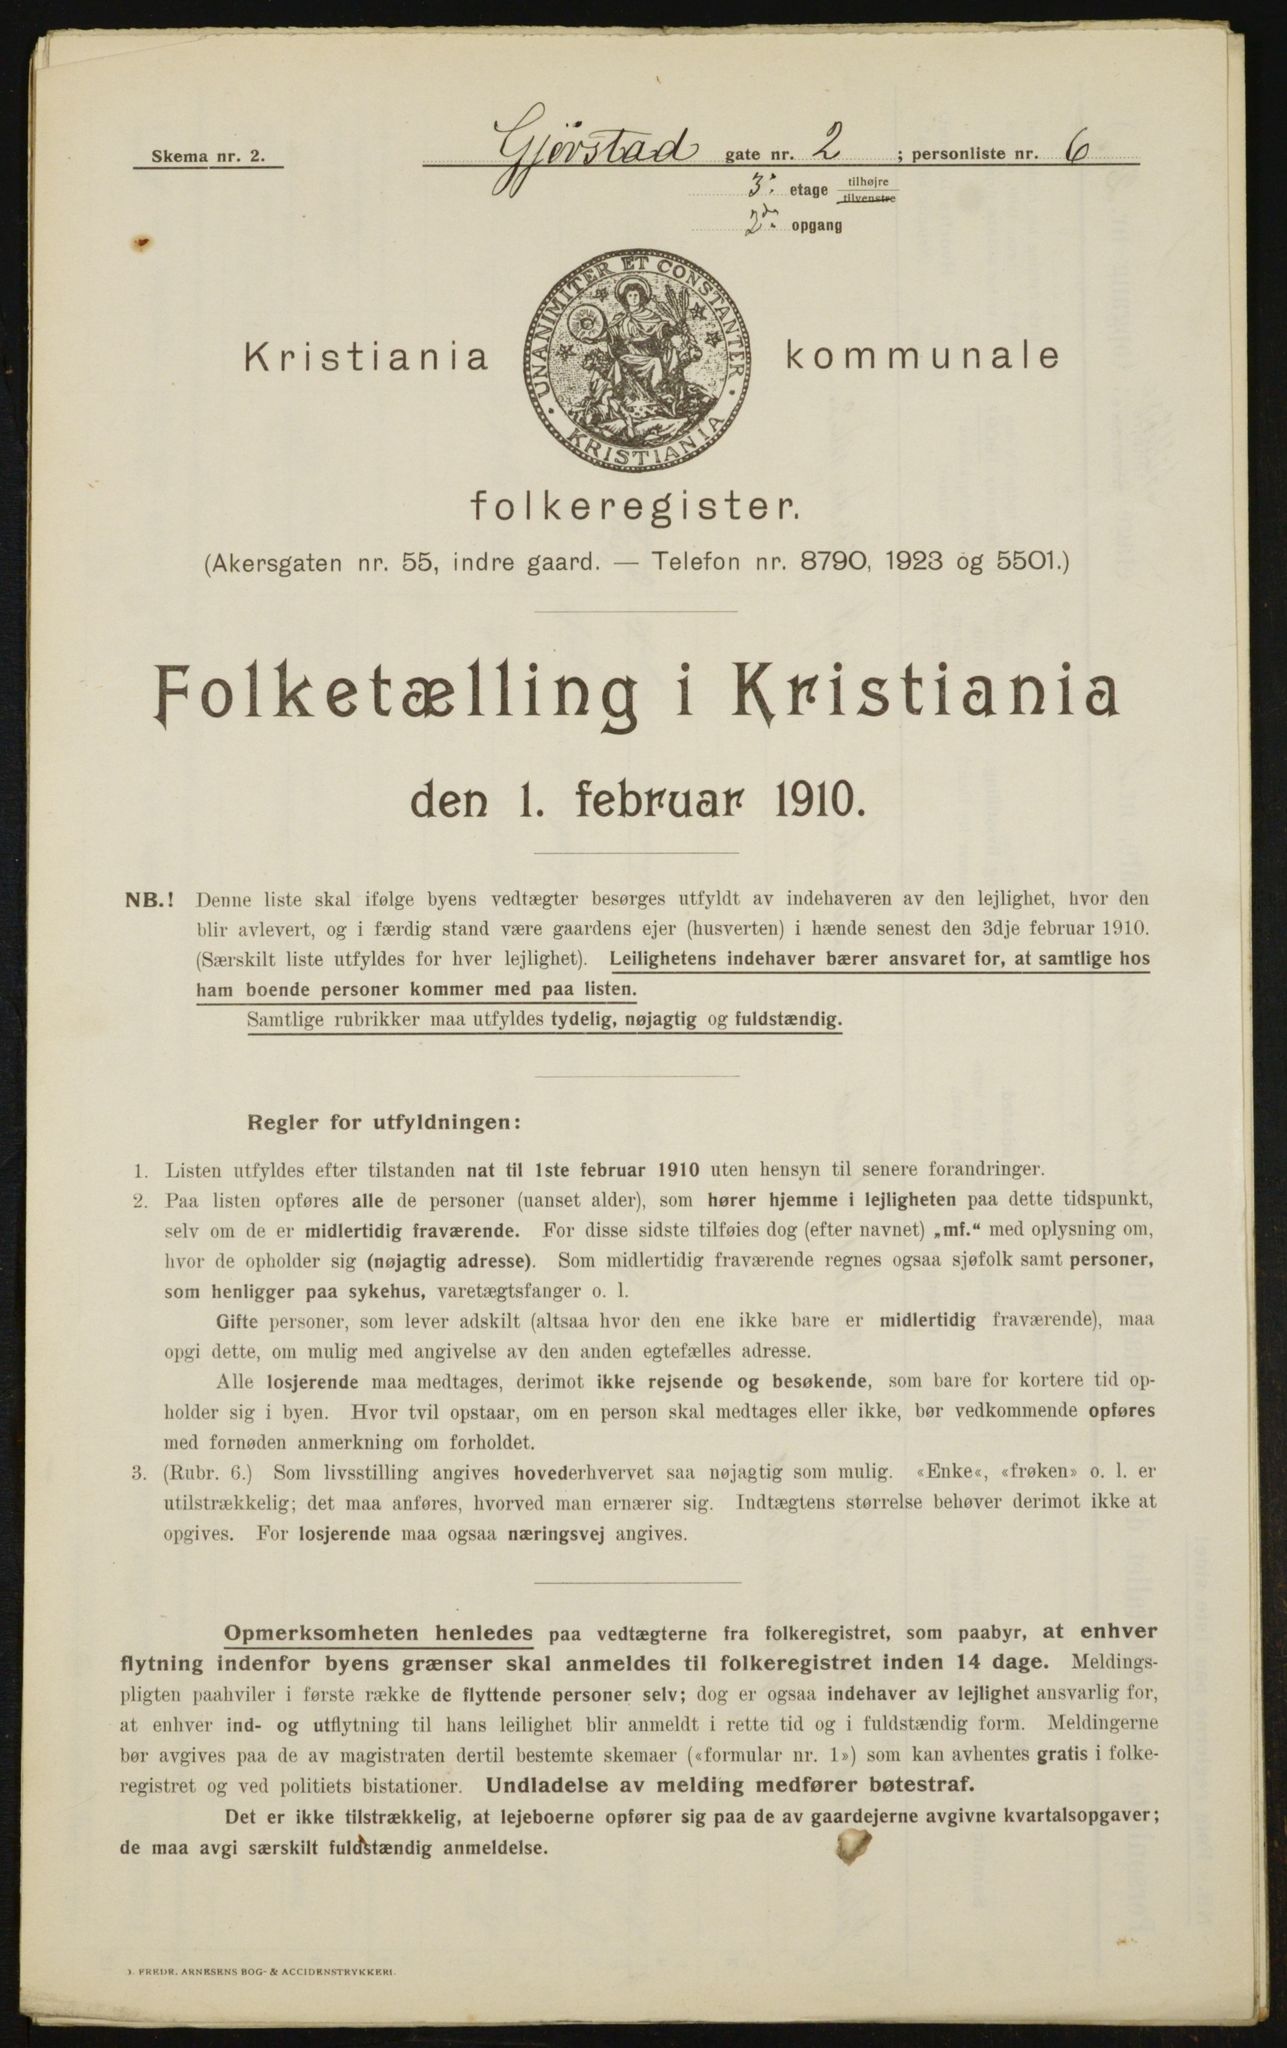 Skema nr. 2. Gjörstad gate nr. 2 ; personliste nr. 6
3. etage tilhøjre
tilvenstre
2den opgang
UNANIMITER ET CONSTANTER
KRISTIANIA
Kristiania kommunale
folkeregister.
(Akersgaten nr. 55, indre gaard. — Telefon nr. 8790, 1923 og 5501.)
Folketælling i Kristiania
den 1. februar 1910.
NB.! Denne liste skal ifølge byens vedtægter besørges utfyldt av indehaveren av den lejlighet, hvor den
blir avlevert, og i færdig stand være gaardens ejer (husverten) i hænde senest den 3dje februar 1910.
(Særskilt liste utfyldes for hver lejlighet). Leilighetens indehaver bærer ansvaret for, at samtlige hos
ham boende personer kommer med paa listen.
Samtlige rubrikker maa utfyldes tydelig, nøjagtig og fuldstændig.
Regler for utfyldningen:
1. Listen utfyldes efter tilstanden nat til 1ste februar 1910 uten hensyn til senere forandringer.
2. Paa listen opføres alle de personer (uanset alder), som hører hjemme i lejligheten paa dette tidspunkt,
selv om de er midlertidig fraværende. For disse sidste tilføies dog (efter navnet) „mf.“ med oplysning om,
hvor de opholder sig (nøjagtig adresse). Som midlertidig fraværende regnes ogsaa sjøfolk samt personer,
som henligger paa sykehus, varetægtsfanger o. l.
Gifte personer, som lever adskilt (altsaa hvor den ene ikke bare er midlertidig fraværende), maa
opgi dette, om mulig med angivelse av den anden egtefælles adresse.
Alle losjerende maa medtages, derimot ikke rejsende og besøkende, som bare for kortere tid op-
holder sig i byen. Hvor tvil opstaar, om en person skal medtages eller ikke, bør vedkommende opføres
med fornøden anmerkning om forholdet.
3. (Rubr. 6.) Som livsstilling angives hovederhvervet saa nøjagtig som mulig. «Enke«, «frøken» o. l. er
utilstrækkelig; det maa anføres, hvorved man ernærer sig. Indtægtens størrelse behøver derimot ikke at
opgives. For losjerende maa ogsaa næringsvej angives.
Opmerksomheten henledes paa vedtægterne fra folkeregistret, som paabyr, at enhver
flytning indenfor byens grænser skal anmeldes til folkeregistret inden 14 dage. Meldings-
pligten paahviler i første række de flyttende personer selv; dog er ogsaa indehaver av lejlighet ansvarlig for,
at enhver ind- og utflytning til hans leilighet blir anmeldt i rette tid og i fuldstændig form. Meldingerne
bør avgives paa de av magistraten dertil bestemte skemaer («formular nr. 1») som kan avhentes gratis i folke-
registret og ved politiets bistationer. Undladelse av melding medfører bøtestraf.
Det er ikke tilstrækkelig, at lejeboerne opfører sig paa de av gaardejerne avgivne kvartalsopgaver;
de maa avgi særskilt fuldstændig anmeldelse.
J. FREDR. ARNESENS BOG- & ACCIDENSTRYKKERI.